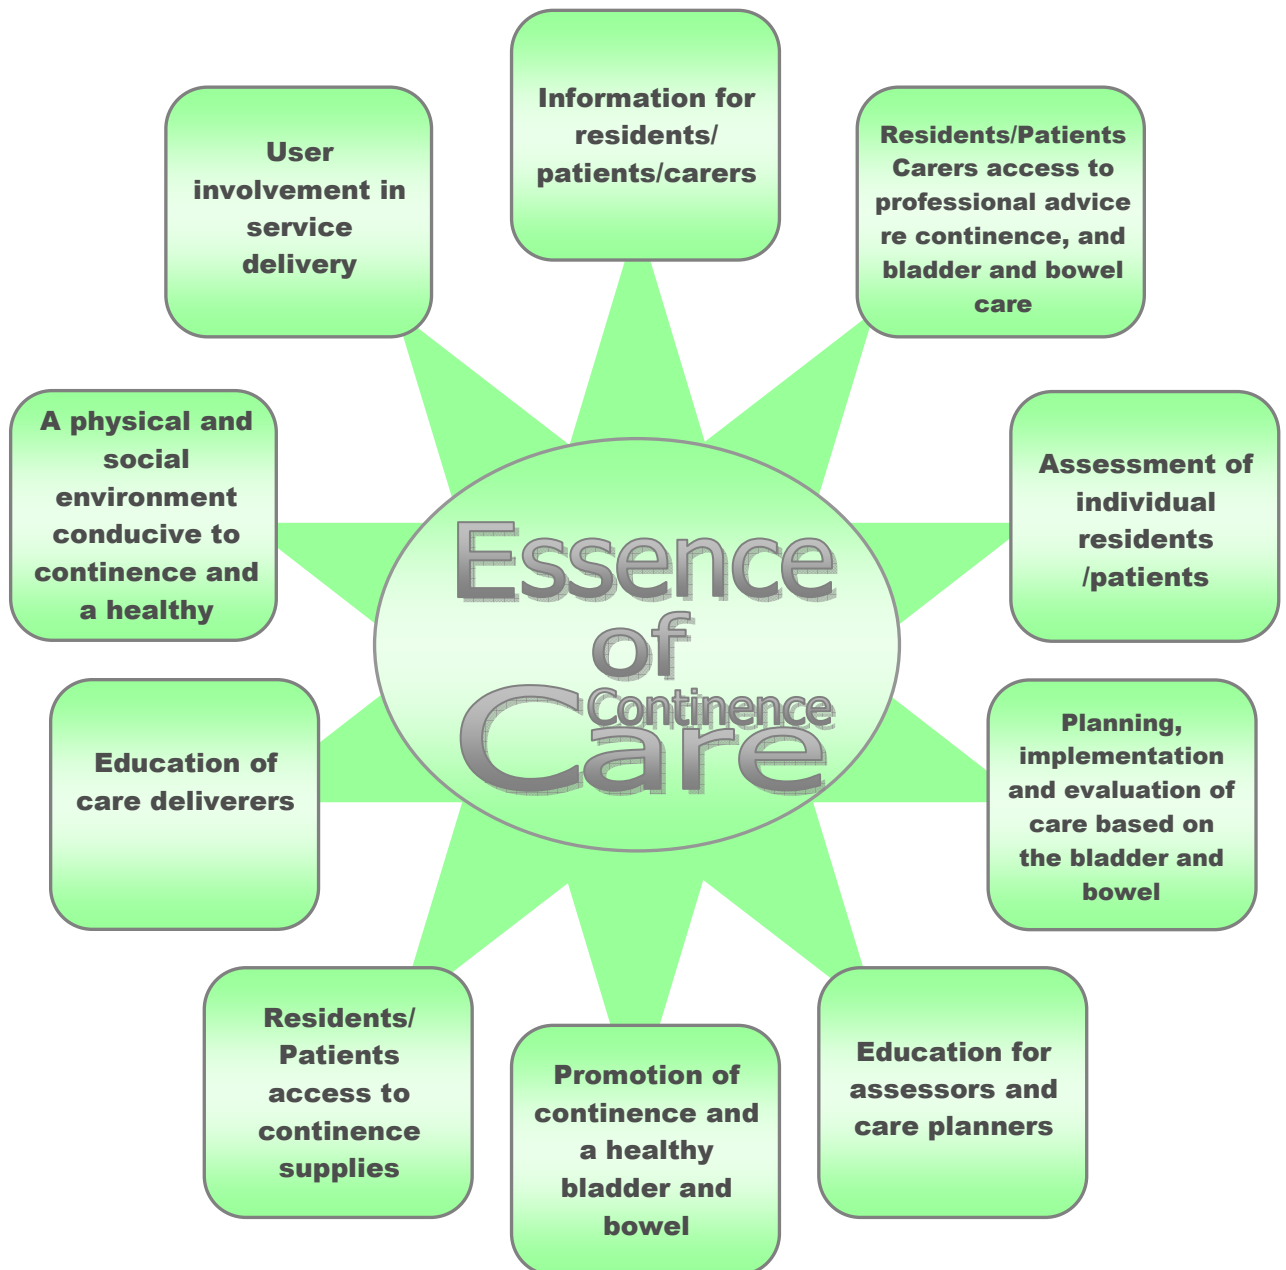 Information for
residents/
patients/carers
Residents/Patients
Carers access to
professional advice
re continence, and
bladder and bowel
care
Assessment of
individual
residents
/patients
Planning,
implementation
and evaluation of
care based on
the bladder and
bowel
Education for
assessors and
care planners
Promotion of
continence and
a healthy
bladder and
bowel
Residents/
Patients
access to
continence
supplies
Education of
care deliverers
A physical and
social
environment
conducive to
continence and
a healthy
User
involvement in
service
delivery
Essence
of
Continence
Care